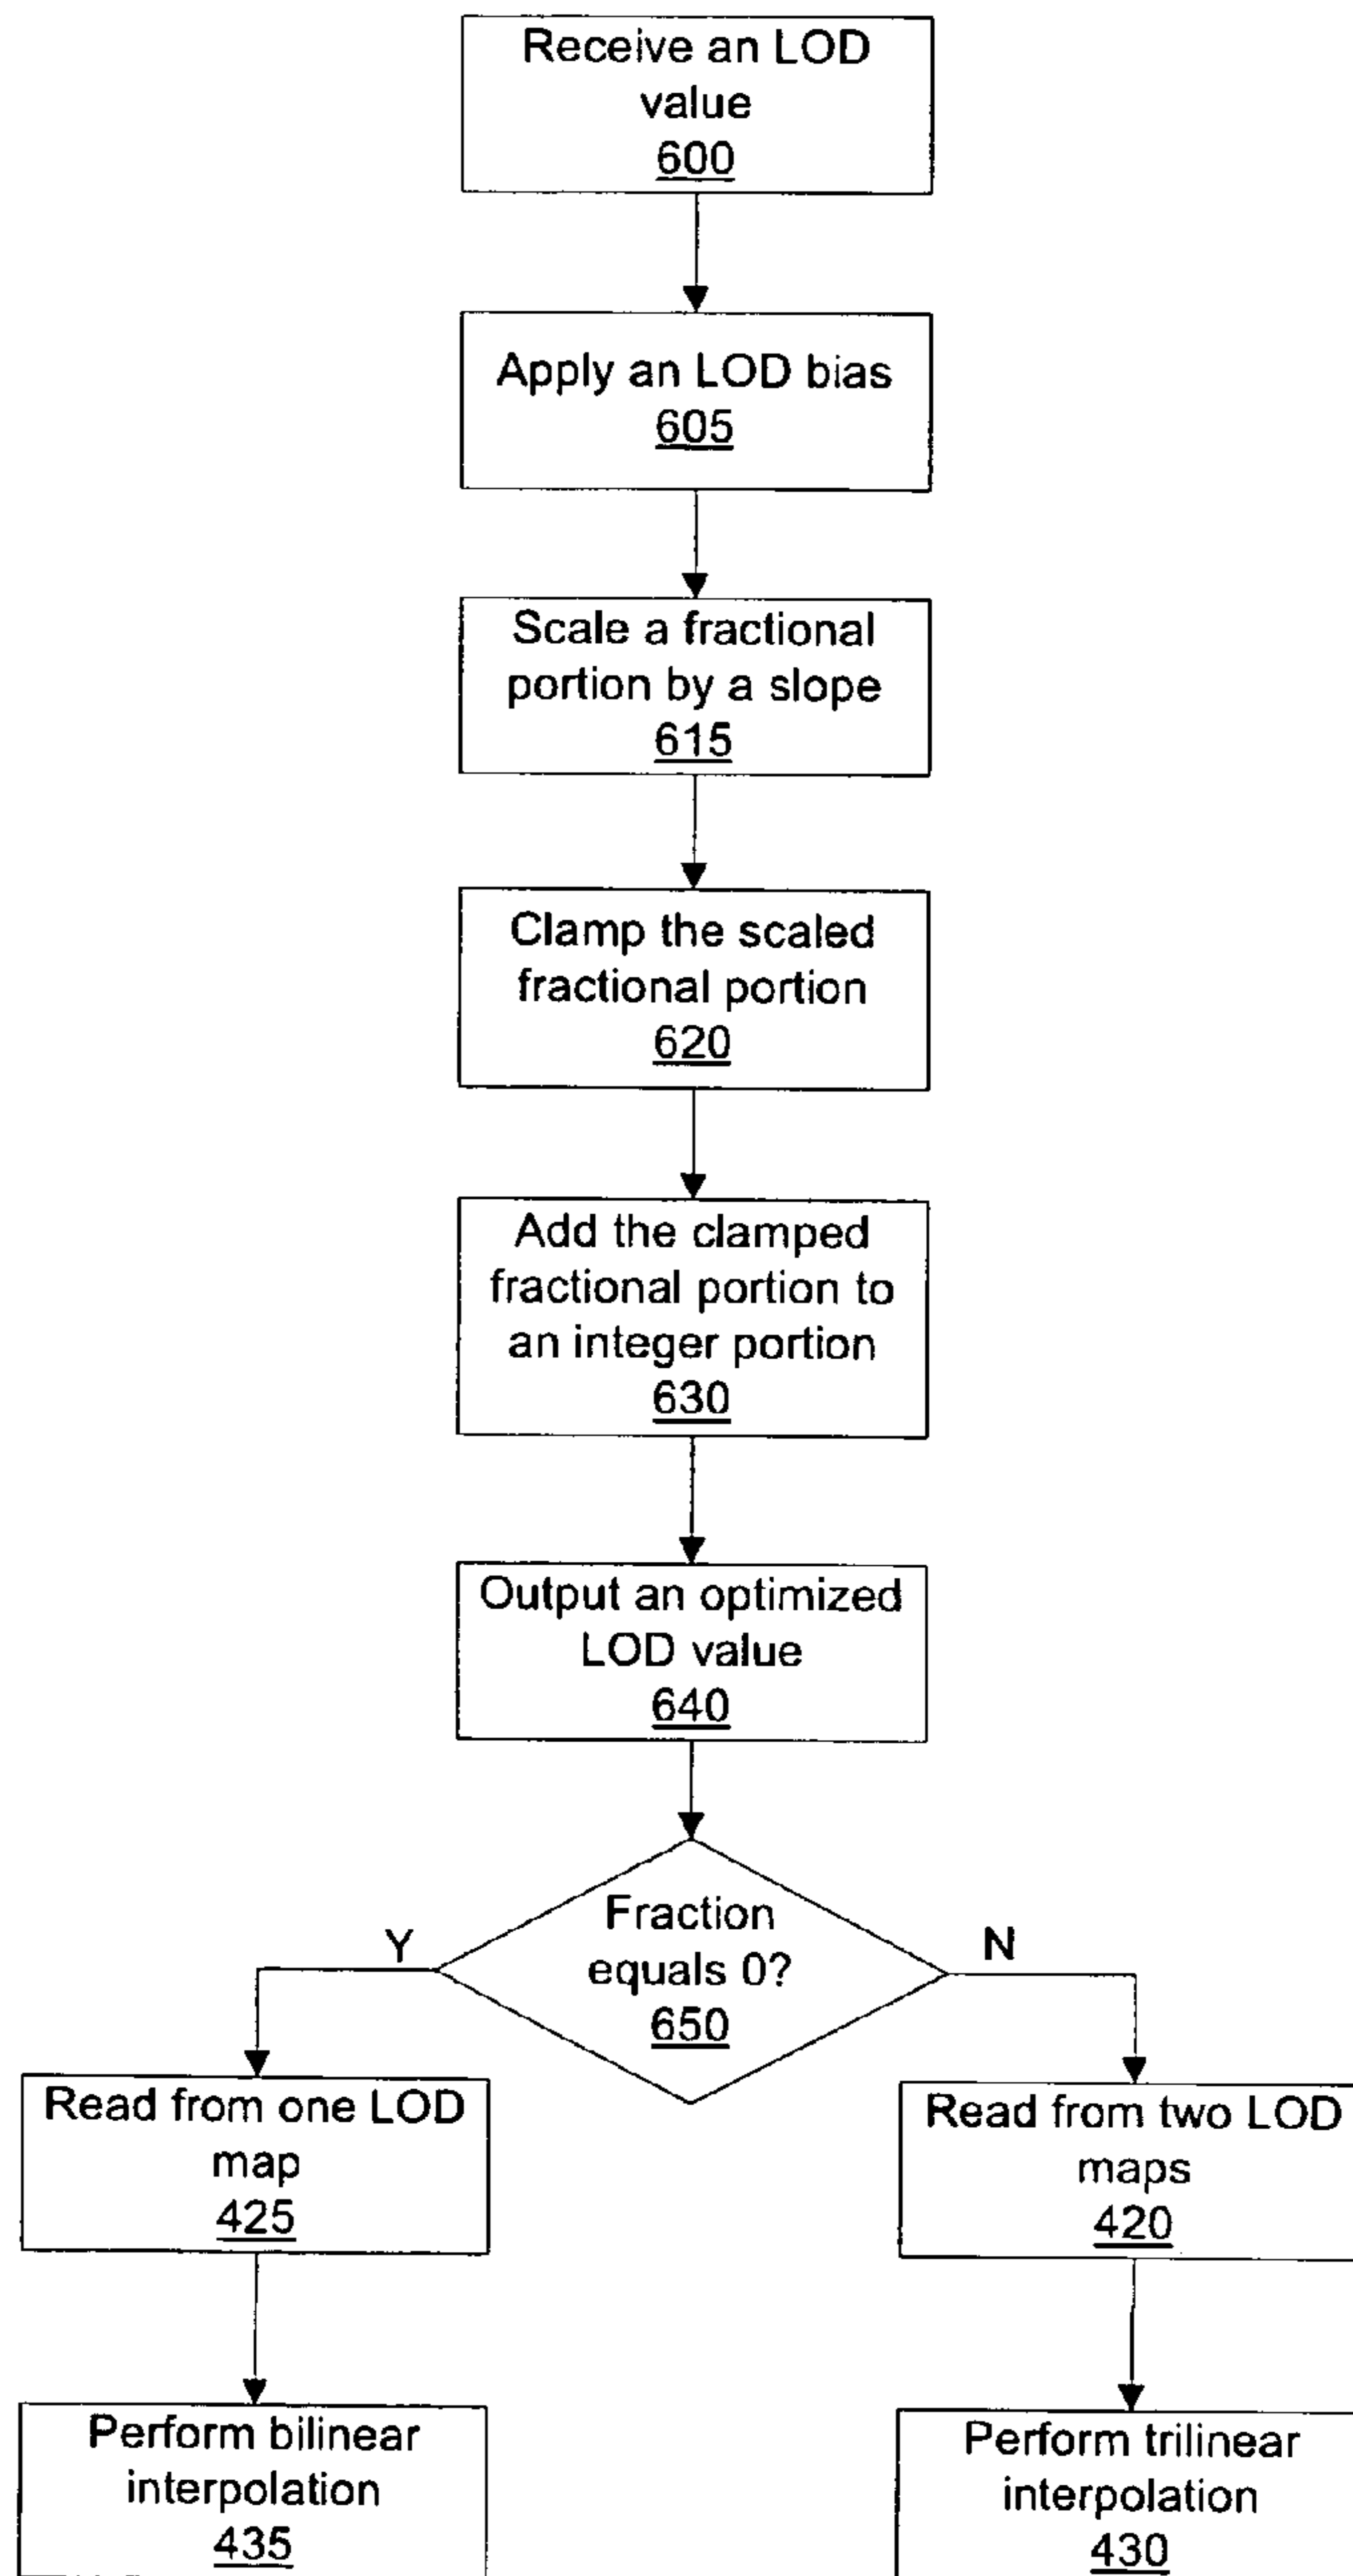 Receive an LOD
value
600
Apply an LOD bias
605
Scale a fractional
portion by a slope
615
Clamp the scaled
fractional portion
620
Add the clamped
fractional portion to
an integer portion
630
Output an optimized
LOD value
640
Fraction
equals 0?
650
Y
N
Read from one LOD
map
425
Read from two LOD
maps
420
Perform bilinear
interpolation
435
Perform trilinear
interpolation
430